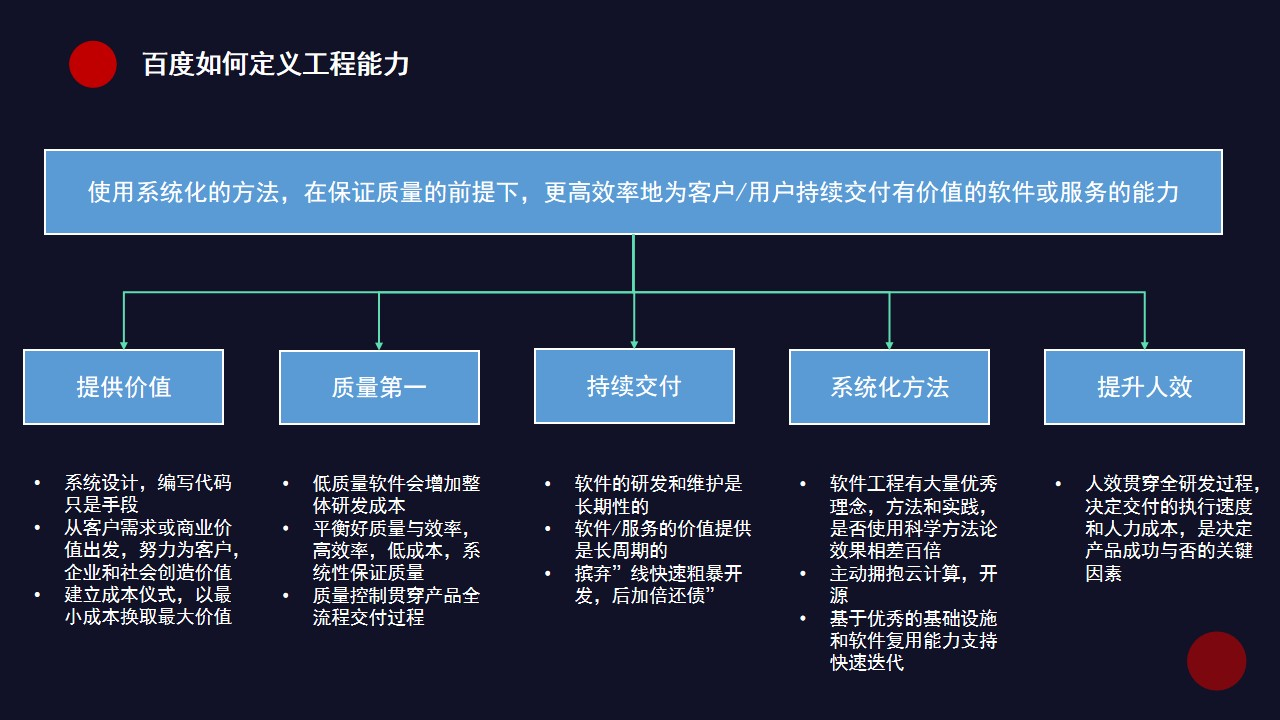 百度如何定义工程能力
使用系统化的方法，在保证质量的前提下，更高效率地为客户/用户持续交付有价值的软件或服务的能力
提供价值
质量第一
持续交付
系统化方法
提升人效
• 系统设计，编写代码
只是手段
• 从客户需求或商业价
值出发，努力为客户，
企业和社会创造价值
• 建立成本仪式，以最
小成本换取最大价值
• 低质量软件会增加整
体研发成本
• 平衡好质量与效率，
高效率，低成本，系
统性保证质量
• 质量控制贯穿产品全
流程交付过程
• 软件的研发和维护是
长期性的
• 软件/服务的价值提供
是长周期的
• 摈弃”线快速粗暴开
发，后加倍还债”
• 软件工程有大量优秀
理念，方法和实践，
是否使用科学方法论
效果相差百倍
• 主动拥抱云计算，开
源
• 基于优秀的基础设施
和软件复用能力支持
快速迭代
• 人效贯穿全研发过程，
决定交付的执行速度
和人力成本，是决定
产品成功与否的关键
因素